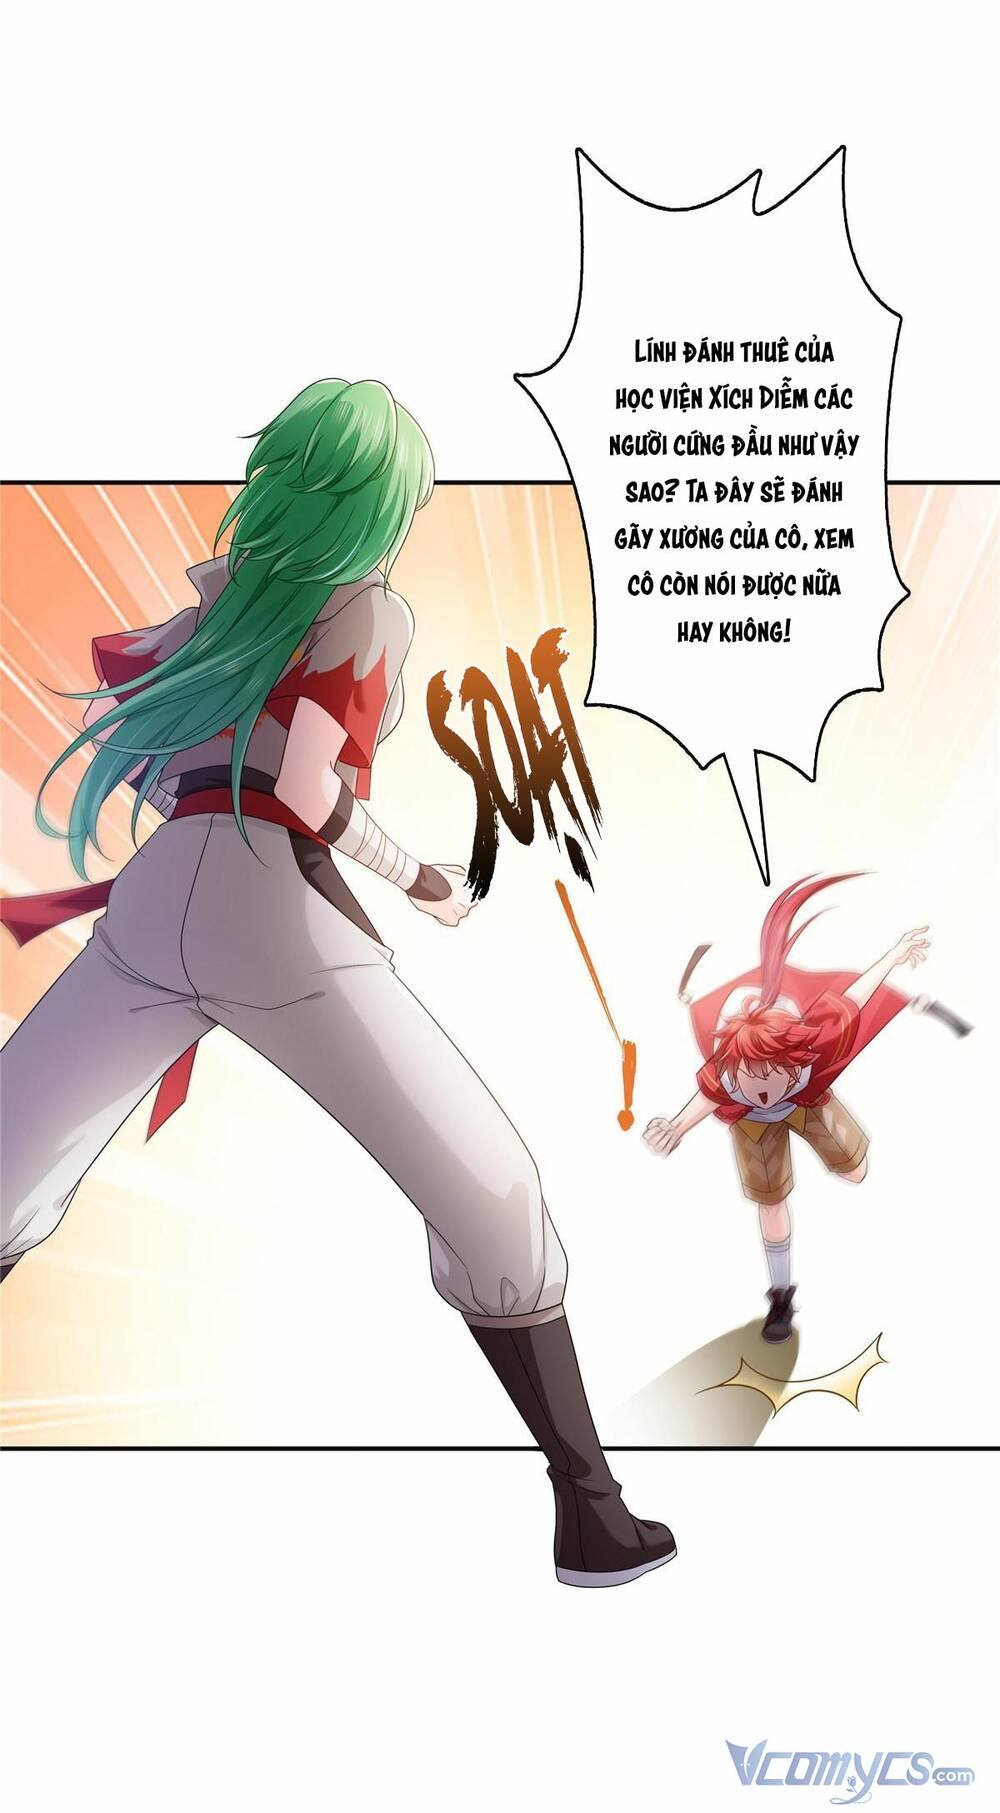 LÍNH ĐÁNH THUÊ CỦA
HỌC VIỆN XÍCH DIỄM CÁC
NGƯỜI CỨNG ĐẦU NHƯ VẬY
SAO? TA ĐÂY SẼ ĐÁNH
GÃY XƯƠNG CỦA CÔ, XEM
CÔ CÒN NÓI ĐƯỢC NỮA
HAY KHÔNG!
SOẠT
!
VCOMYCS.com